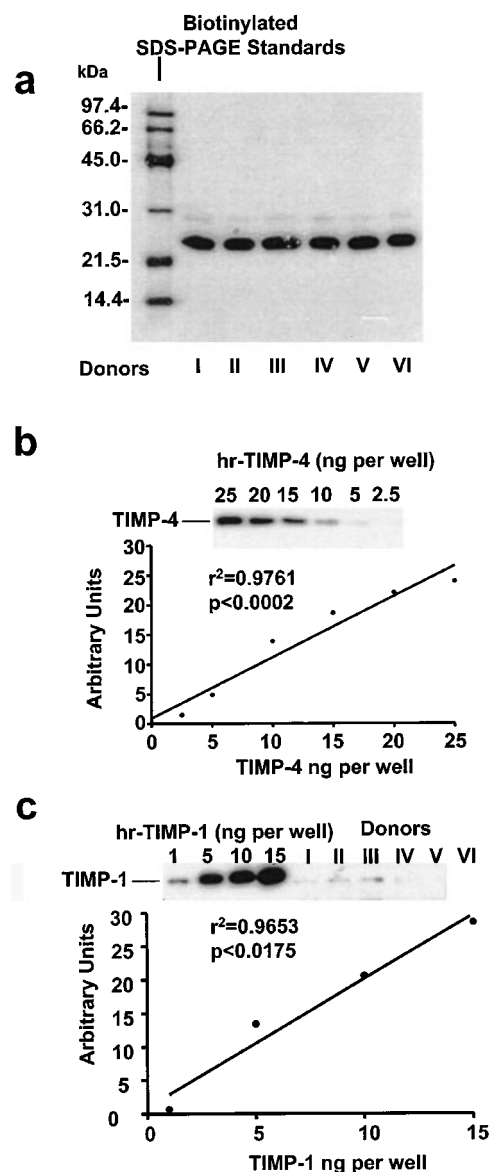 Biotinylated
SDS-PAGE Standards
a
kDa
97.4-
66.2-
45.0-
31.0-
21.5-
14.4-
Donors I II III IV V VI
b
hr-TIMP-4 (ng per well)
25 20 15 10 5 2.5
TIMP-4
30
25
20
15
10
5
0
r²=0.9761
p<0.0002
Arbitrary Units
0 5 10 15 20 25
TIMP-4 ng per well
c
hr-TIMP-1 (ng per well) Donors
1 5 10 15 I II III IV V VI
TIMP-1
30
25
20
15
10
5
0
r²=0.9653
p<0.0175
Arbitrary Units
0 5 10 15
TIMP-1 ng per well